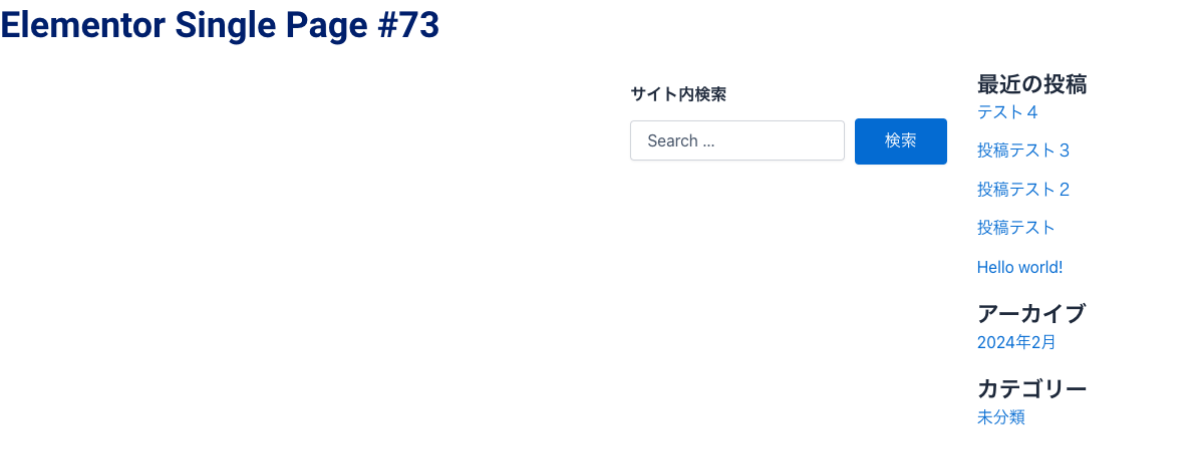 Elementor Single Page #73
サイト内検索
Search ...
検索
最近の投稿
テスト４
投稿テスト３
投稿テスト２
投稿テスト
Hello world!
アーカイブ
2024年2月
カテゴリー
未分類